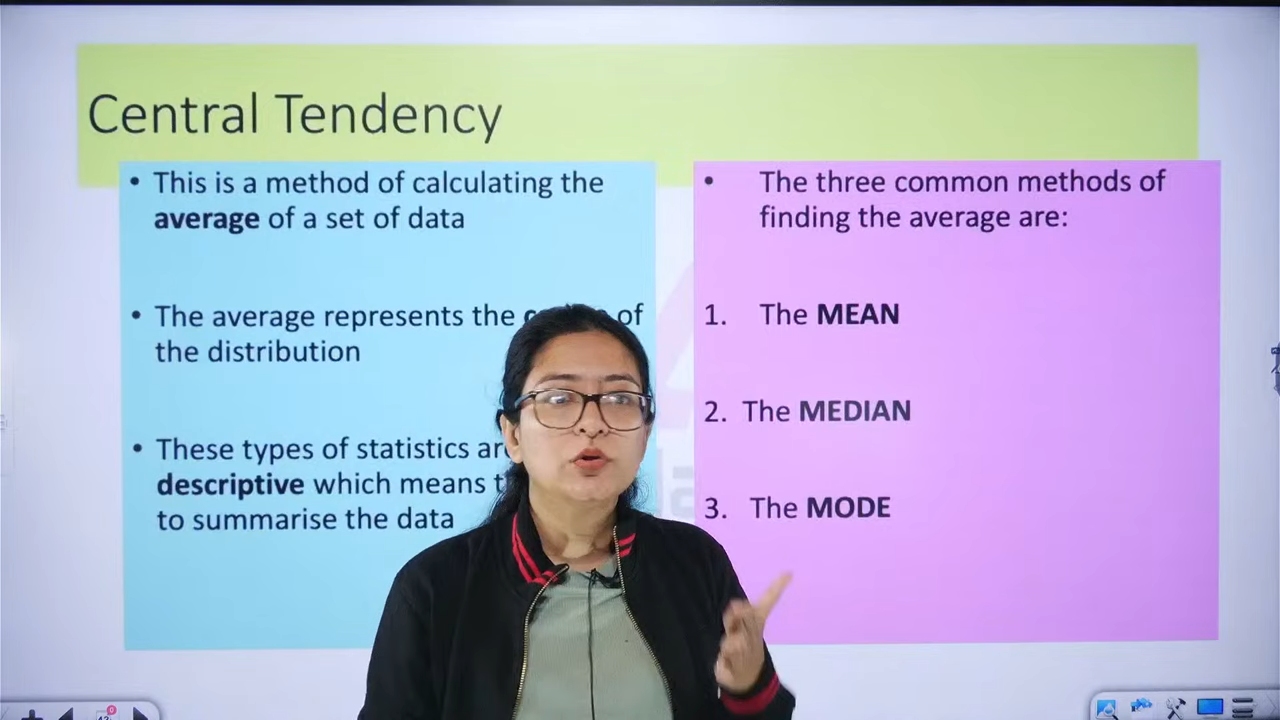 Central Tendency
• This is a method of calculating the
average of a set of data
• The average represents the of
the distribution
• These types of statistics
descriptive which means
to summarise the data
• The three common methods of
finding the average are:
1. The MEAN
2. The MEDIAN
3. The MODE